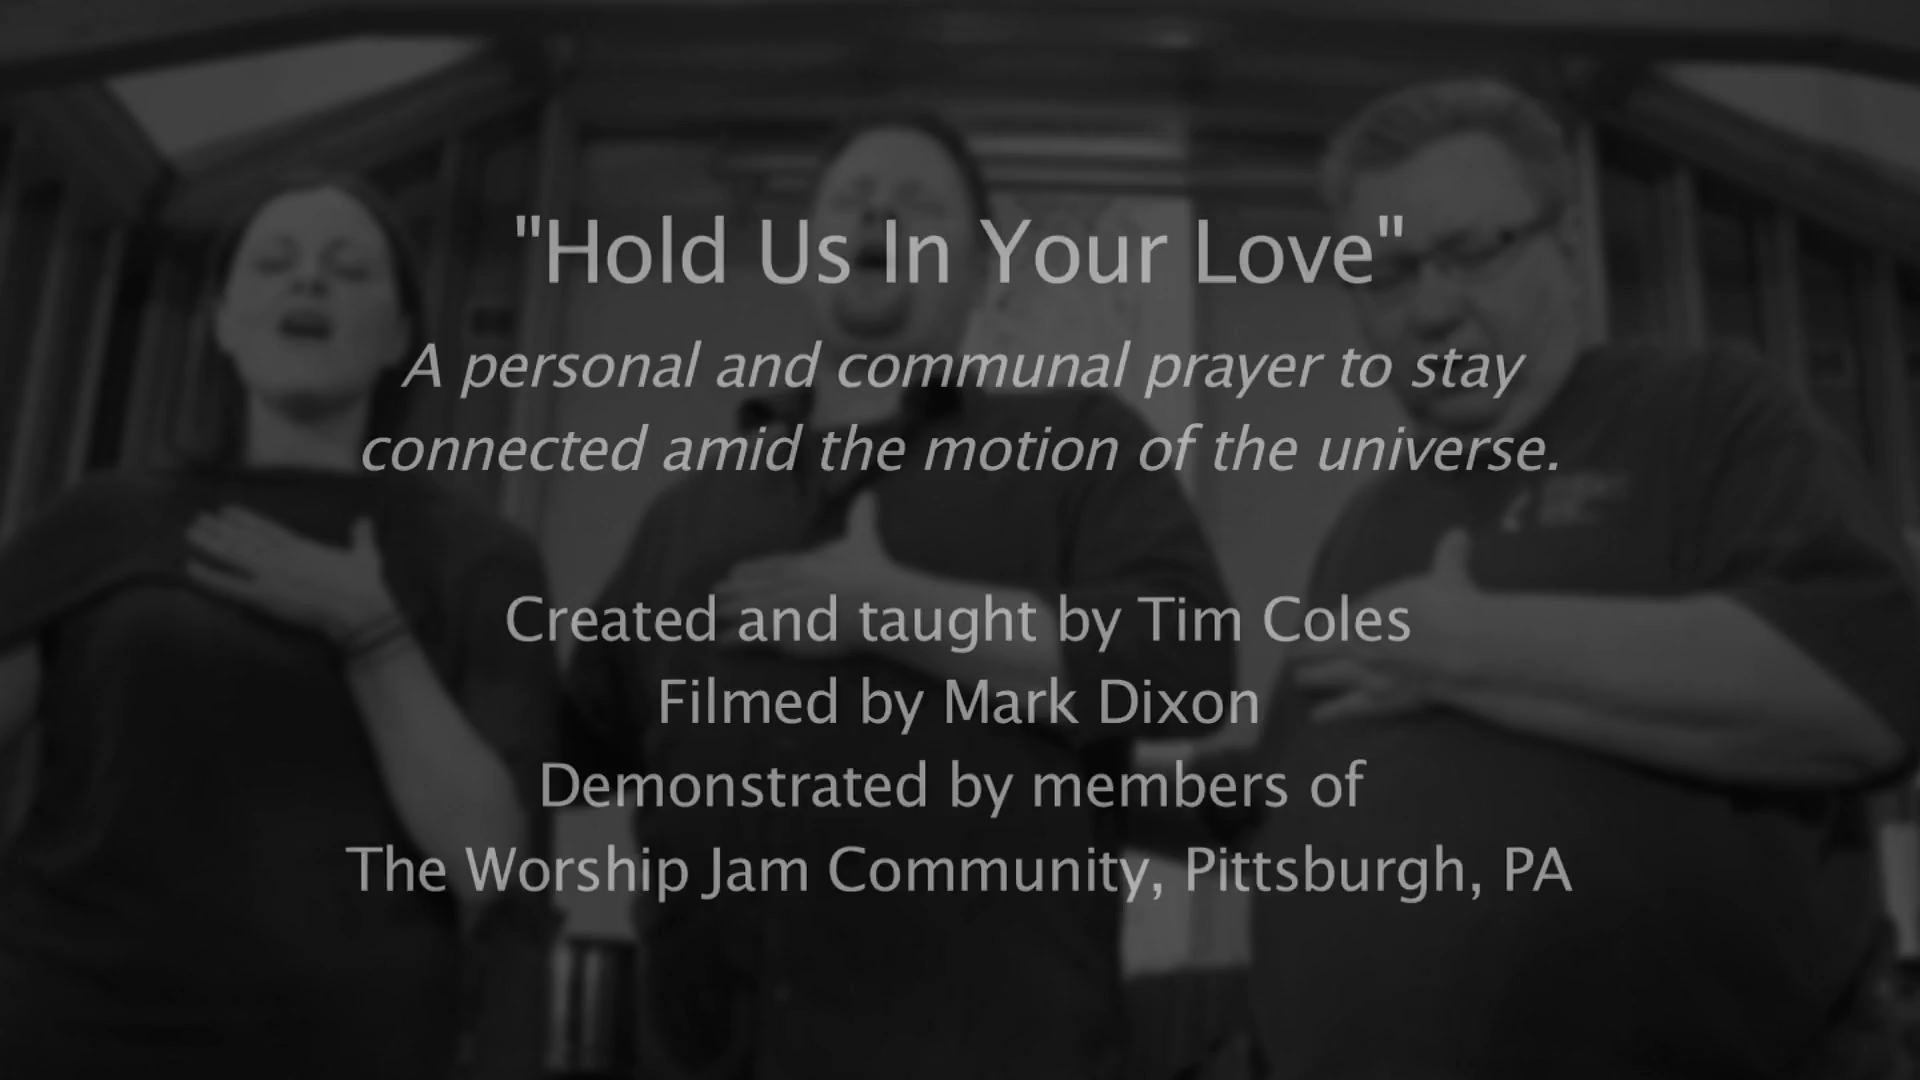 "Hold Us In Your Love"
A personal and communal prayer to stay
connected amid the motion of the universe.
Created and taught by Tim Coles
Filmed by Mark Dixon
Demonstrated by members of
The Worship Jam Community, Pittsburgh, PA